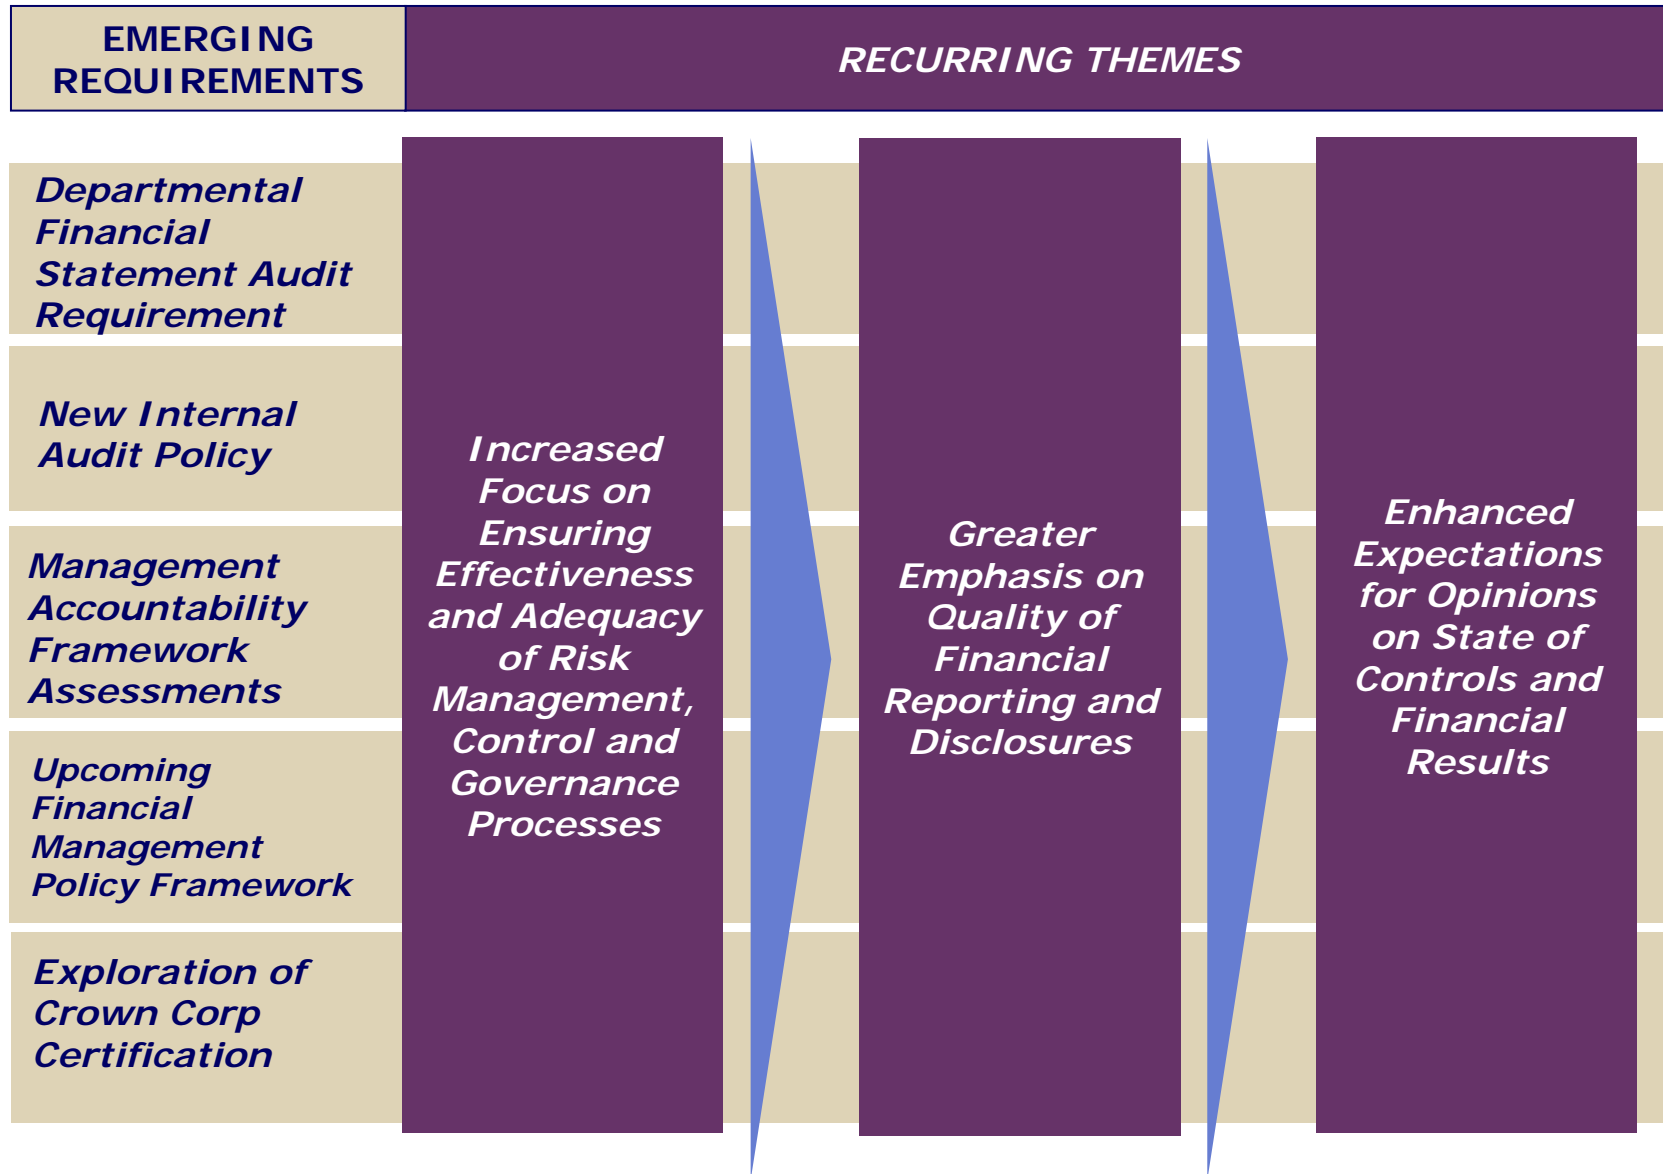 EMERGING
REQUIREMENTS
RECURRING THEMES
Departmental
Financial
Statement Audit
Requirement
New Internal
Audit Policy
Management
Accountability
Framework
Assessments
Upcoming
Financial
Management
Policy Framework
Exploration of
Crown Corp
Certification
Increased
Focus on
Ensuring
Effectiveness
and Adequacy
of Risk
Management,
Control and
Governance
Processes
Greater
Emphasis on
Quality of
Financial
Reporting and
Disclosures
Enhanced
Expectations
for Opinions
on State of
Controls and
Financial
Results